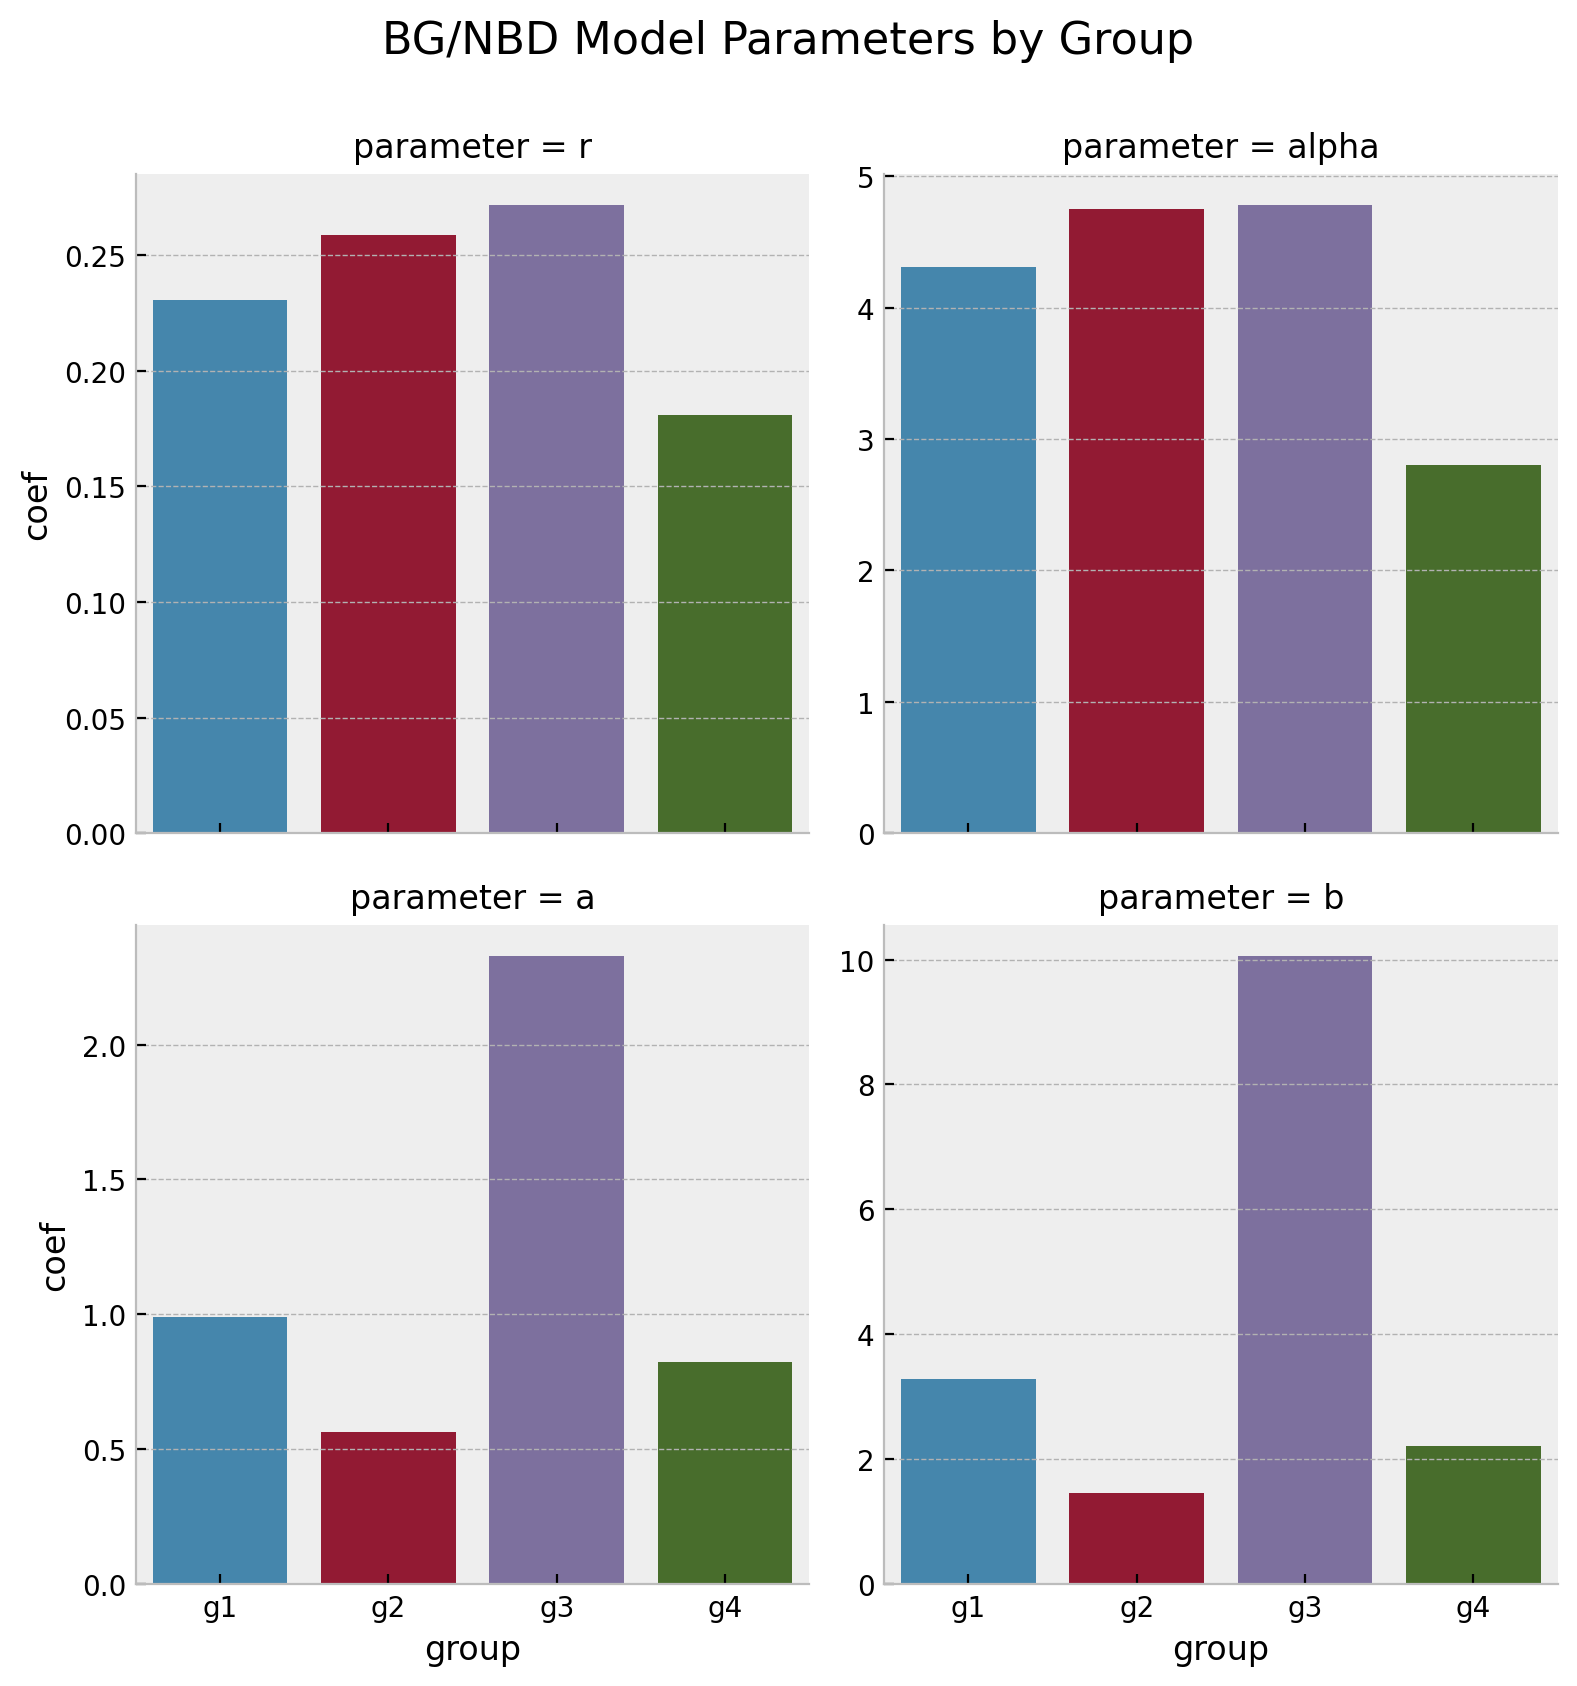 BG/NBD Model Parameters by Group
parameter = r
coef
0.25
0.20
0.15
0.10
0.05
0.00
parameter = alpha
5
4
3
2
1
0
parameter = a
coef
2.0
1.5
1.0
0.5
0.0
g1 g2 g3 g4
group
parameter = b
10
8
6
4
2
0
g1 g2 g3 g4
group